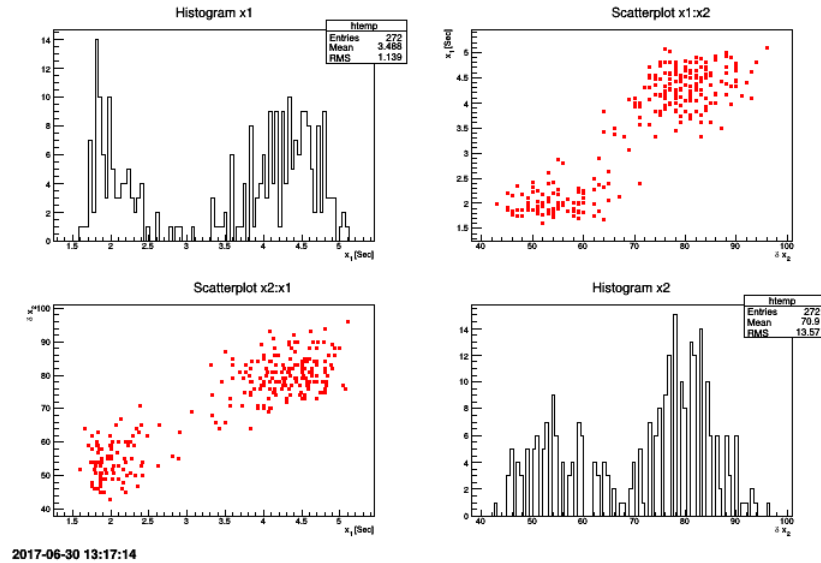 Histogram x1
htemp
Entries 272
Mean 3.488
RMS 1.139
14
12
10
8
6
4
2
0
1.5 2 2.5 3 3.5 4 4.5 5
x1[Sec]
Scatterplot x1:x2
x1[Sec]
5
4.5
4
3.5
3
2.5
2
1.5
40 50 60 70 80 90 100
δ x2
Scatterplot x2:x1
δ x2
100
90
80
70
60
50
40
1.5 2 2.5 3 3.5 4 4.5 5
x1[Sec]
Histogram x2
htemp
Entries 272
Mean 70.9
RMS 13.57
14
12
10
8
6
4
2
0
40 50 60 70 80 90 100
δ x2
2017-06-30 13:17:14